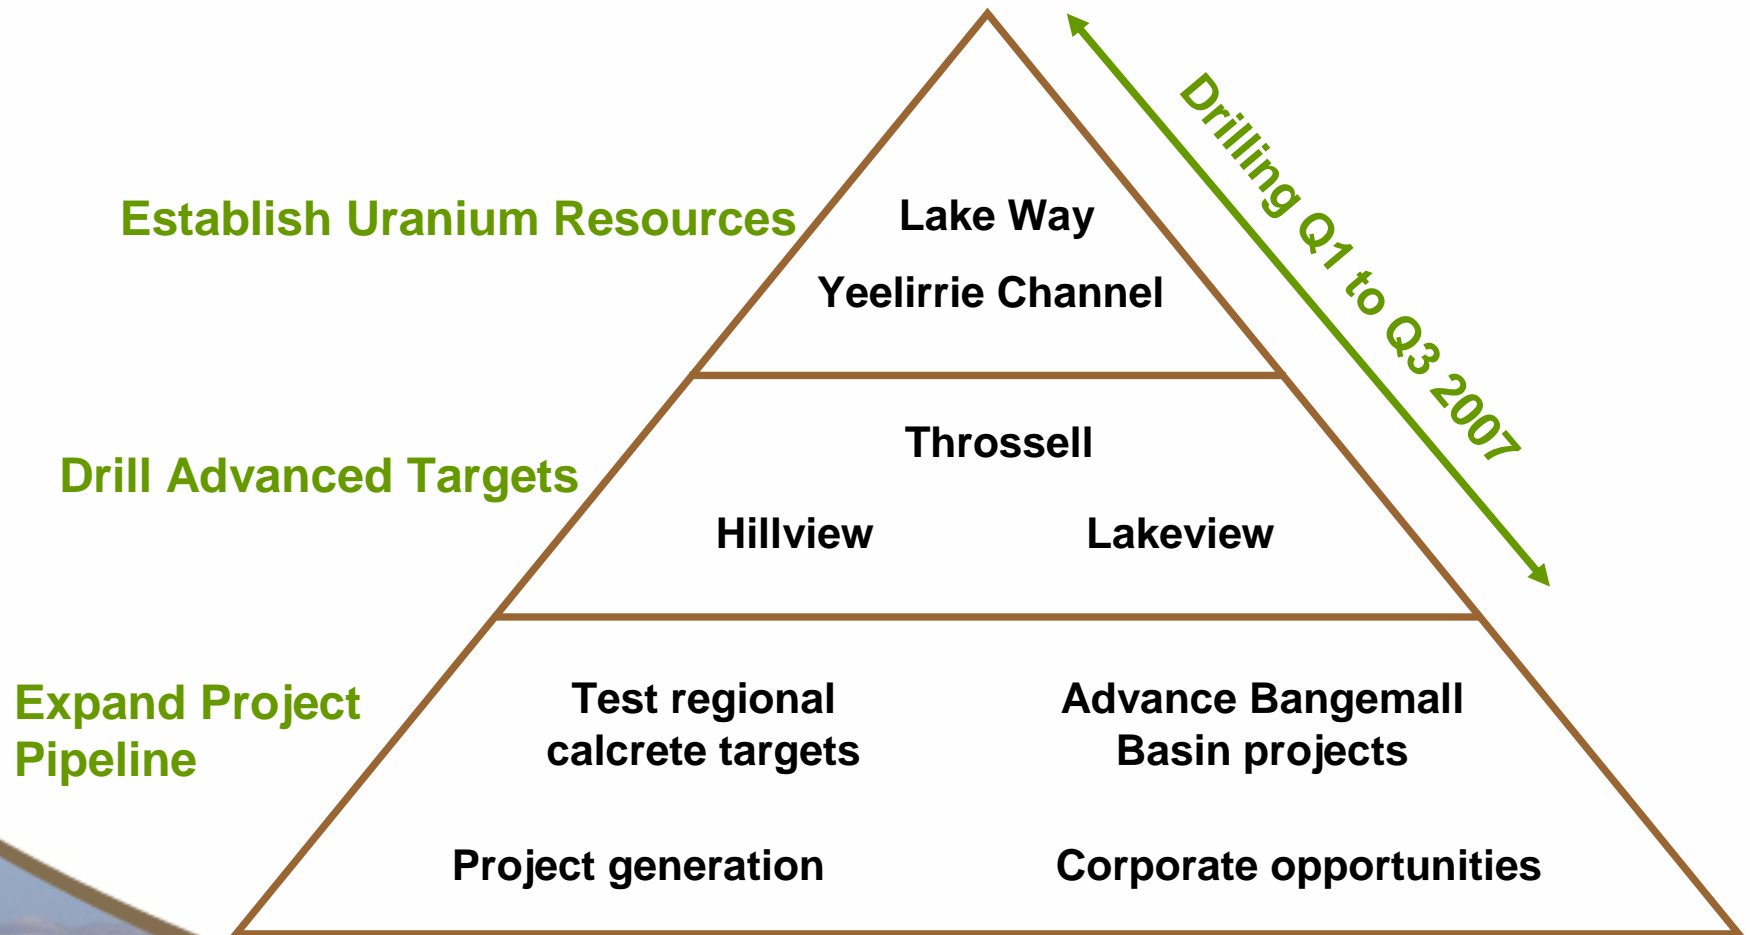 Establish Uranium Resources
Lake Way
Yeelirrie Channel
Drilling Q1 to Q3 2007
Drill Advanced Targets
Throssell
Hillview
Lakeview
Expand Project
Pipeline
Test regional
calcrete targets
Advance Bangemall
Basin projects
Project generation
Corporate opportunities